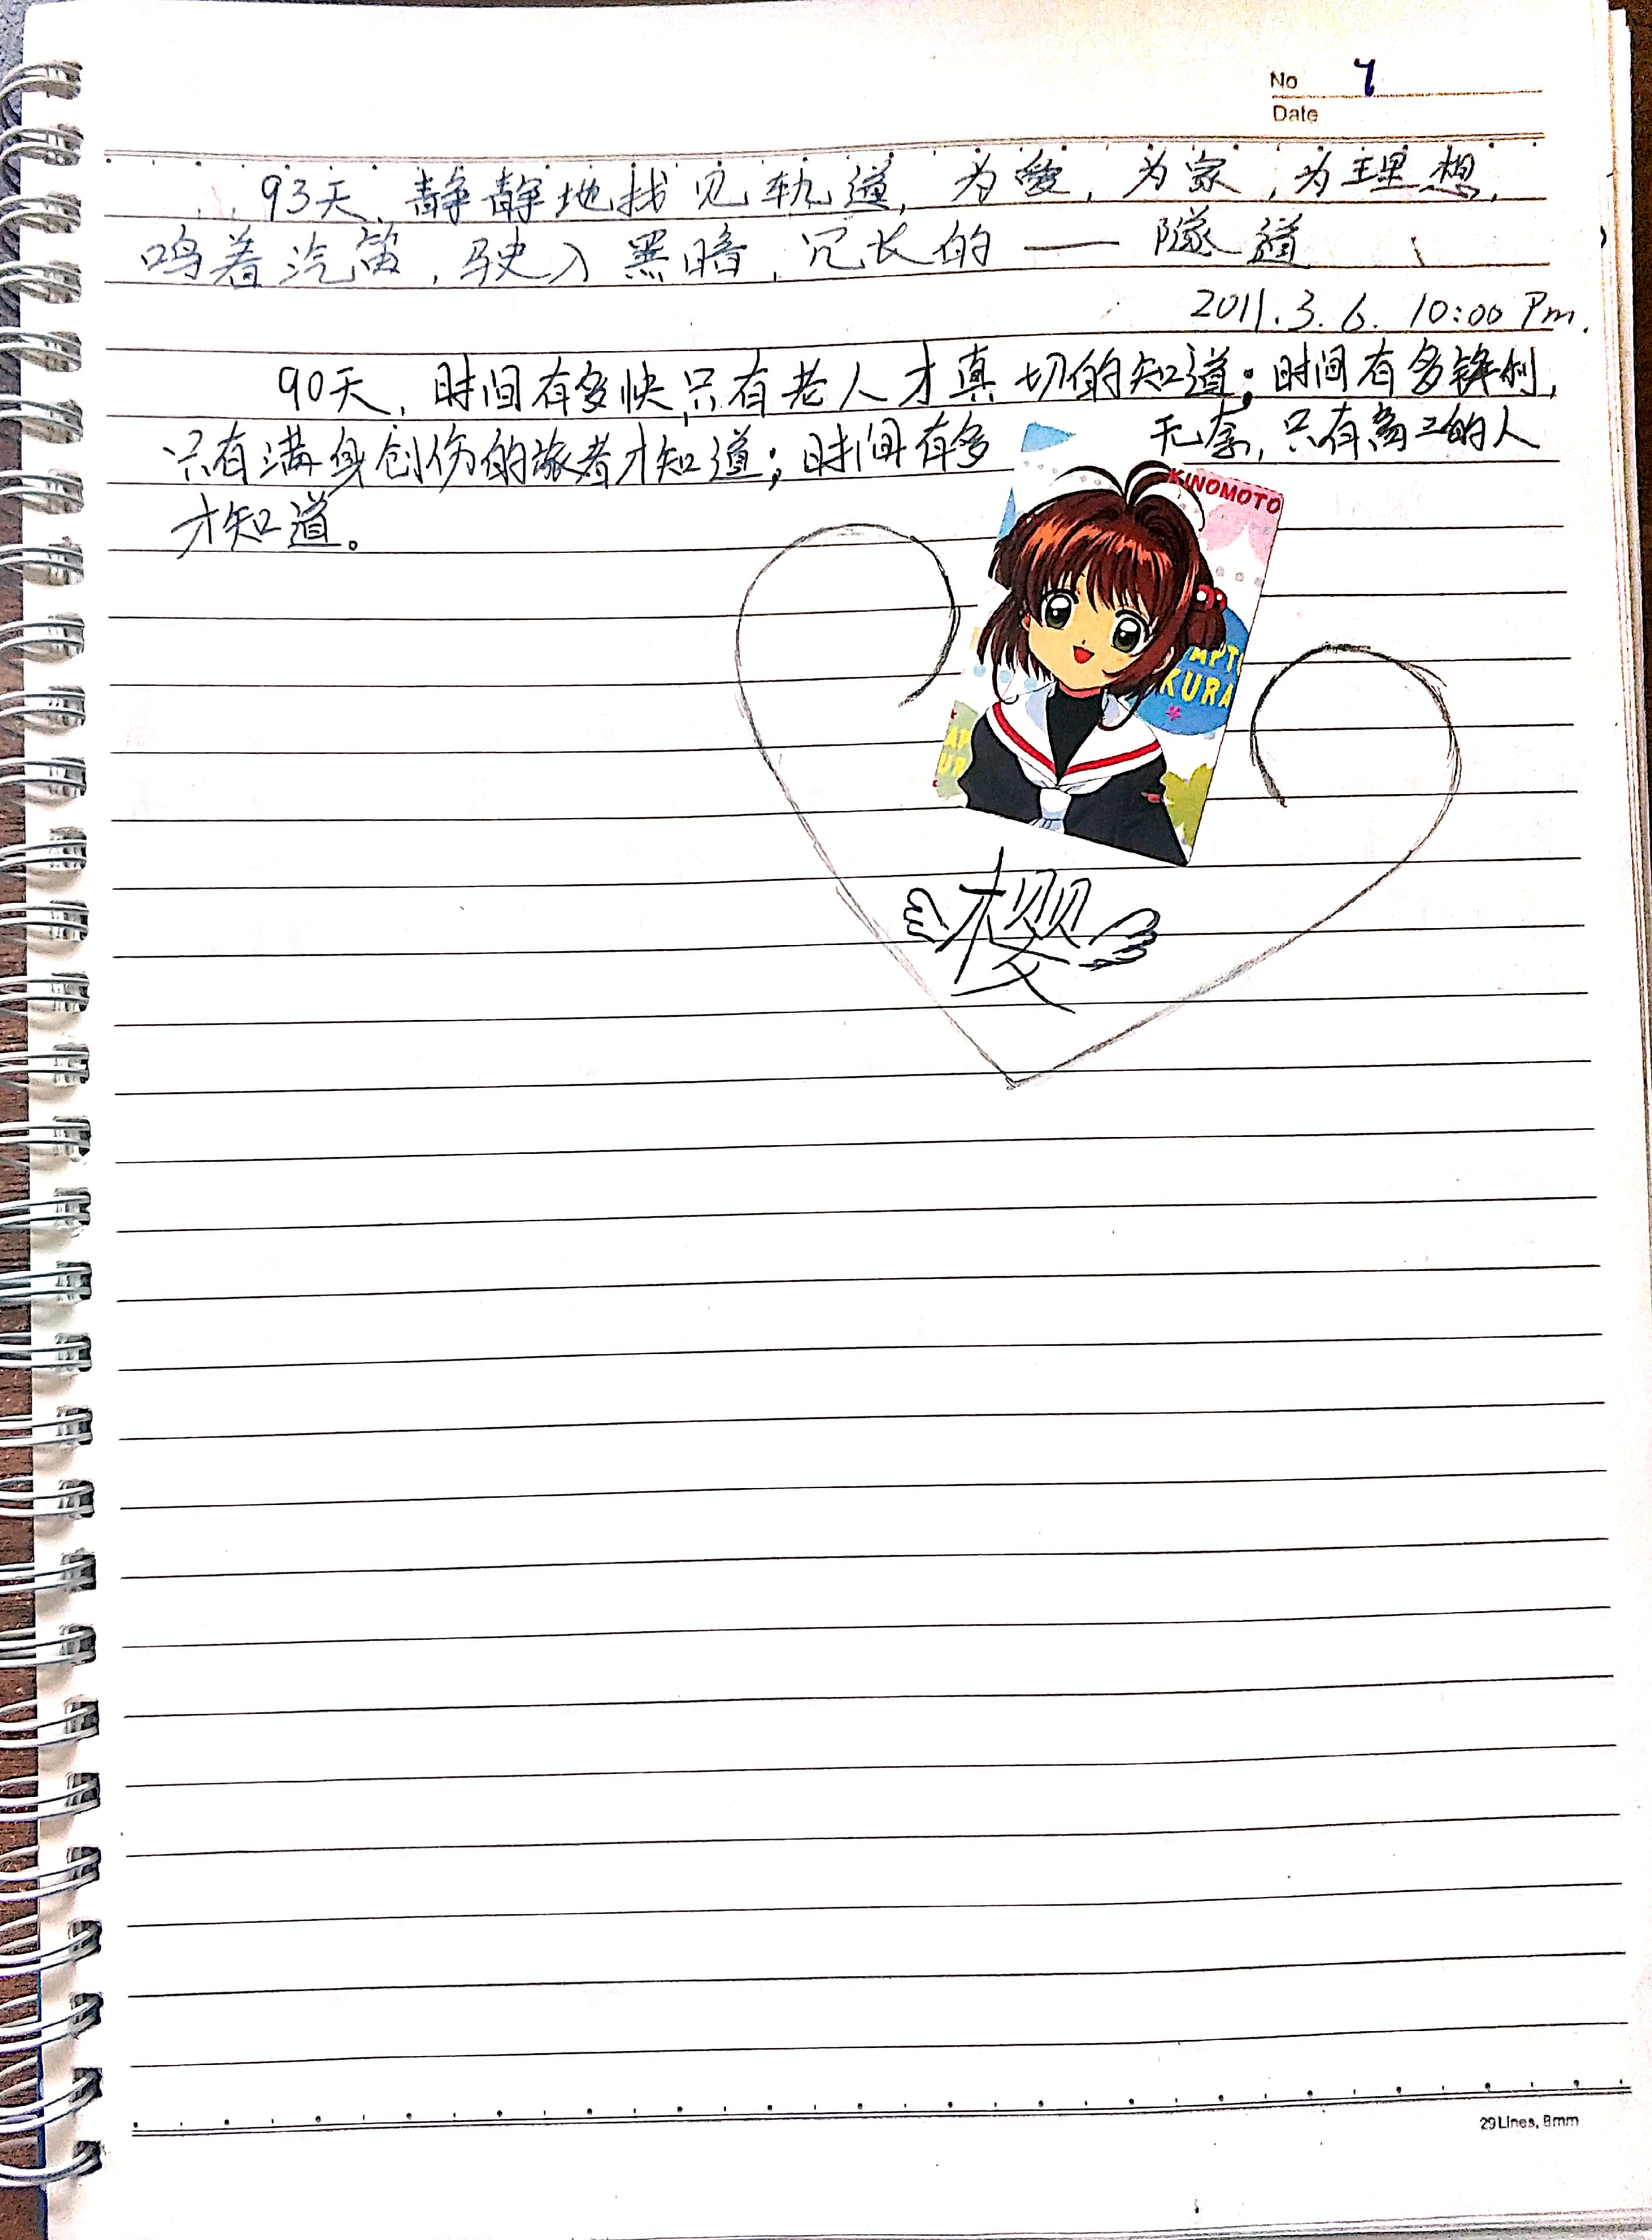 No 7
Date
93天,静静地找见轨道,为愛,为家,为理想,
鸣着汽笛,驶入黑暗,冗长的——隧道
2011.3.6. 10:00 Pm.
90天,时间有多快,只有老人才真切的知道;时间有多锋利,
只有满身创伤的旅者才知道;时间有多 无奈,只有离亡的人
才知道。
KINOMOTO
APT
KURA
AP
UR
樱
29Lines, 8mm